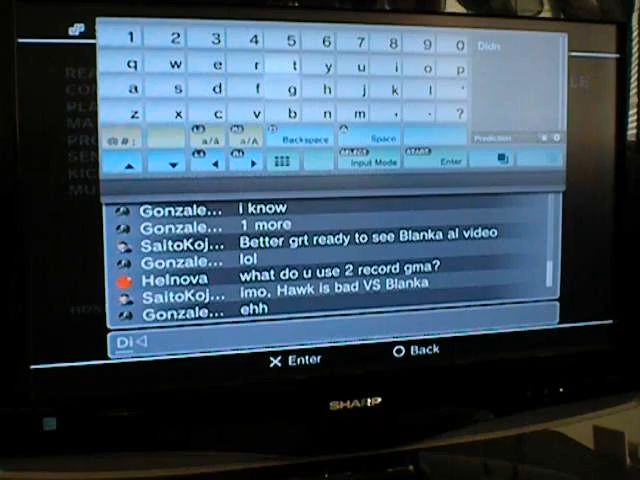 1 2 3 4 5 6 7 8 9 0
Didn
q w e r t y u i o p
a s d f g h j k l '
z x c v b n m , . ?
@#: a/á a/A Backspace Space
Prediction
SELECT Input Mode START Enter
Gonzale... i know
Gonzale... 1 more
SaitoKoj... Better grt ready to see Blanka al video
Gonzale... lol
Helnova what do u use 2 record gma?
SaitoKoj... imo, Hawk is bad VS Blanka
Gonzale... ehh
Di
X Enter O Back
SHARP